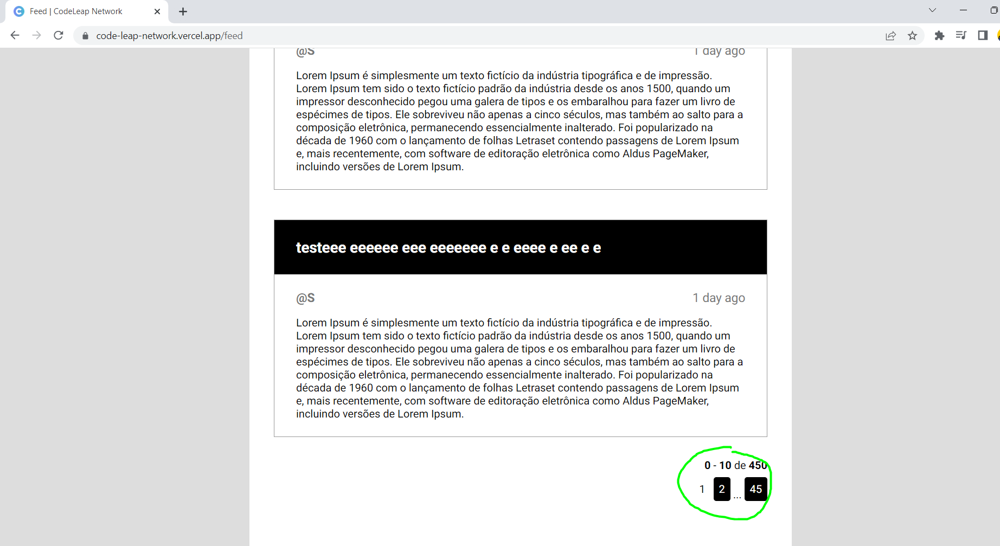 Feed | CodeLeap Network
code-leap-network.vercel.app/feed
@S 1 day ago
Lorem Ipsum é simplesmente um texto fictício da indústria tipográfica e de impressão.
Lorem Ipsum tem sido o texto fictício padrão da indústria desde os anos 1500, quando um
impressor desconhecido pegou uma galera de tipos e os embaralhou para fazer um livro de
espécimes de tipos. Ele sobreviveu não apenas a cinco séculos, mas também ao salto para a
composição eletrônica, permanecendo essencialmente inalterado. Foi popularizado na
década de 1960 com o lançamento de folhas Letraset contendo passagens de Lorem Ipsum
e, mais recentemente, com software de editoração eletrônica como Aldus PageMaker,
incluindo versões de Lorem Ipsum.
testeee eeeeee eee eeeeeee e e eeee e ee e e
@S 1 day ago
Lorem Ipsum é simplesmente um texto fictício da indústria tipográfica e de impressão.
Lorem Ipsum tem sido o texto fictício padrão da indústria desde os anos 1500, quando um
impressor desconhecido pegou uma galera de tipos e os embaralhou para fazer um livro de
espécimes de tipos. Ele sobreviveu não apenas a cinco séculos, mas também ao salto para a
composição eletrônica, permanecendo essencialmente inalterado. Foi popularizado na
década de 1960 com o lançamento de folhas Letraset contendo passagens de Lorem Ipsum
e, mais recentemente, com software de editoração eletrônica como Aldus PageMaker,
incluindo versões de Lorem Ipsum.
0 - 10 de 450
1 2 ... 45